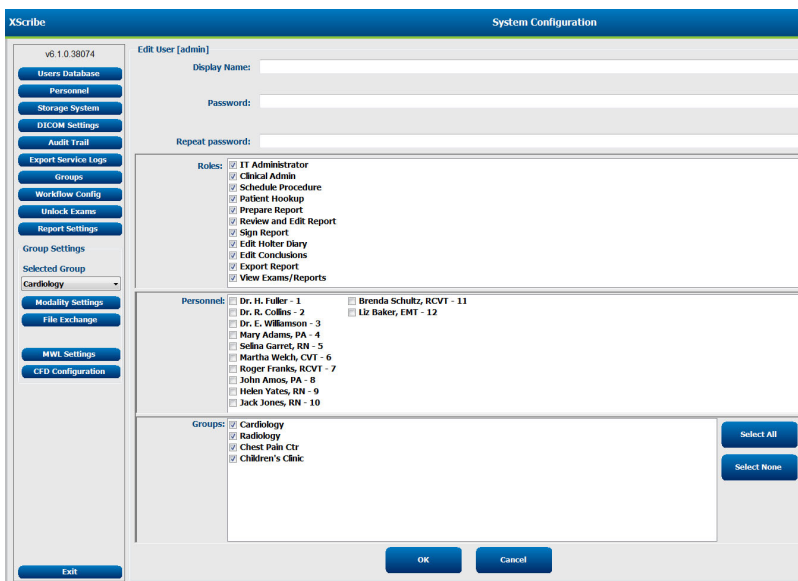 XScribe
System Configuration
v6.1.0.38074
Users Database
Personnel
Storage System
DICOM Settings
Audit Trail
Export Service Logs
Groups
Workflow Config
Unlock Exams
Report Settings
Group Settings
Selected Group
Cardiology
Modality Settings
File Exchange
MWL Settings
CFD Configuration
Exit
Edit User [admin]
Display Name:
Password:
Repeat password:
Roles:
IT Administrator
Clinical Admin
Schedule Procedure
Patient Hookup
Prepare Report
Review and Edit Report
Sign Report
Edit Holter Diary
Edit Conclusions
Export Report
View Exams/Reports
Personnel:
Dr. H. Fuller - 1
Dr. R. Collins - 2
Dr. E. Williamson - 3
Mary Adams, PA - 4
Selina Garret, RN - 5
Martha Welch, CVT - 6
Roger Franks, RCVT - 7
John Amos, PA - 8
Helen Yates, RN - 9
Jack Jones, RN - 10
Brenda Schultz, RCVT - 11
Liz Baker, EMT - 12
Groups:
Cardiology
Radiology
Chest Pain Ctr
Children's Clinic
Select All
Select None
OK
Cancel